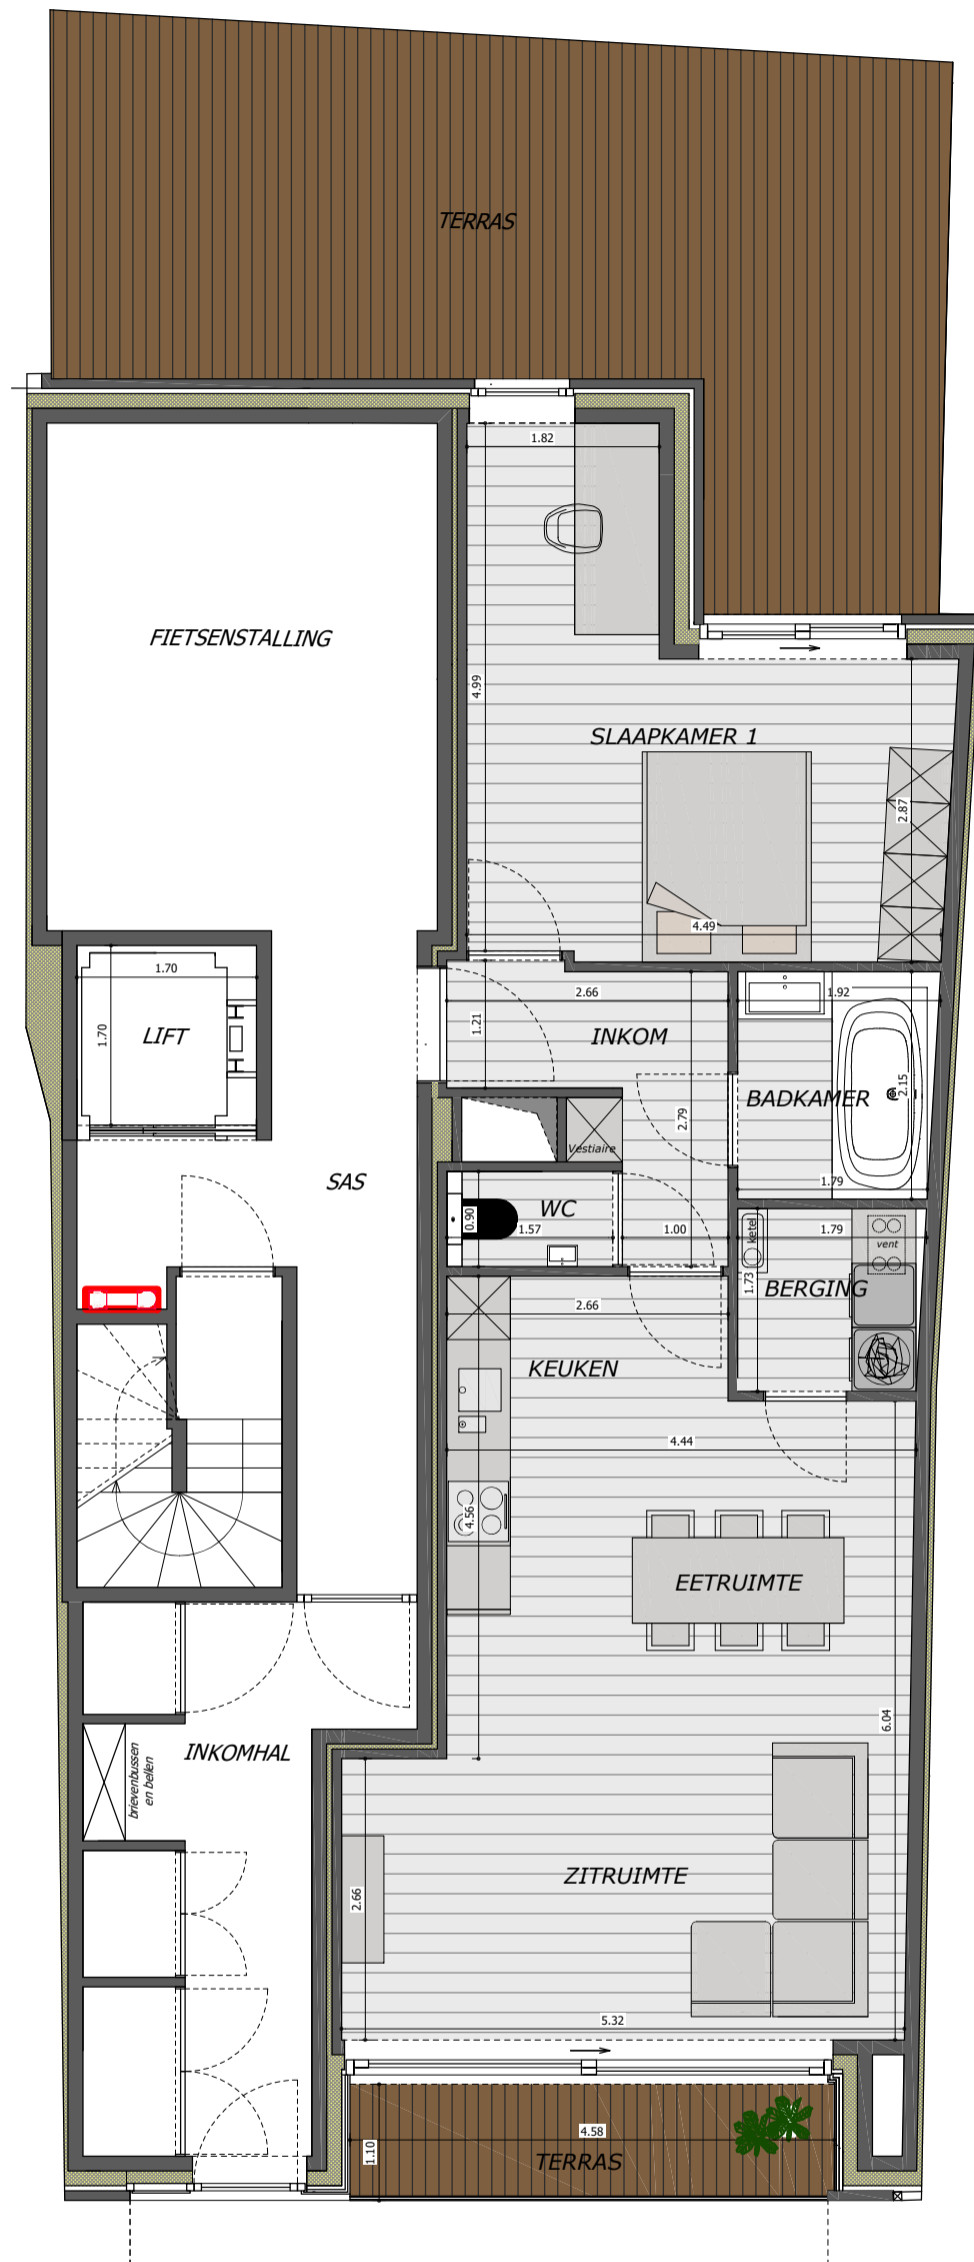 TERRAS
1.82
FIETSENSTALLING
4.99
SLAAPKAMER 1
2.87
4.49
1.70
2.66
1.92
1.70
LIFT
1.21
INKOM
2.15
BADKAMER
2.79
Vestiaire
SAS
1.79
WC
0.90
1.57
1.00
ketel
1.79
vent
1.73
BERGING
2.66
KEUKEN
4.44
4.56
EETRUIMTE
6.04
INKOMHAL
brievenbussen
en bellen
ZITRUIMTE
2.66
5.32
4.58
1.10
TERRAS